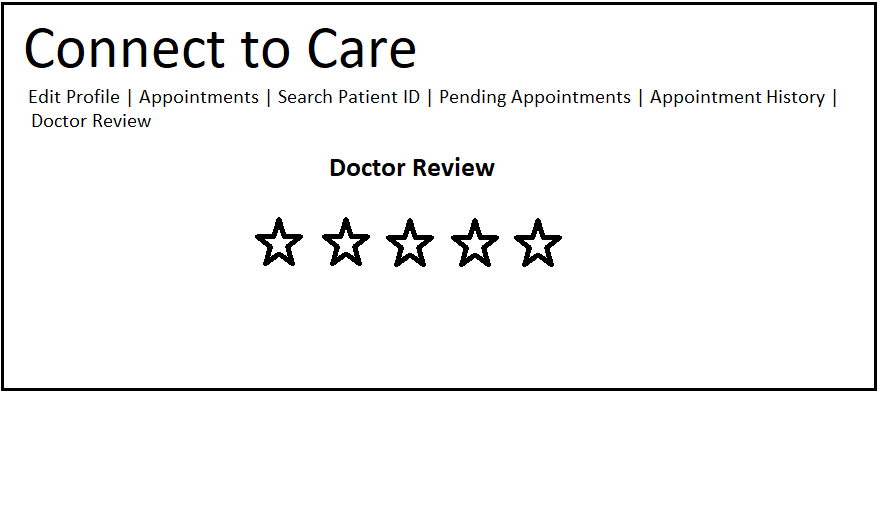 Connect to Care
Edit Profile | Appointments | Search Patient ID | Pending Appointments | Appointment History |
Doctor Review
Doctor Review